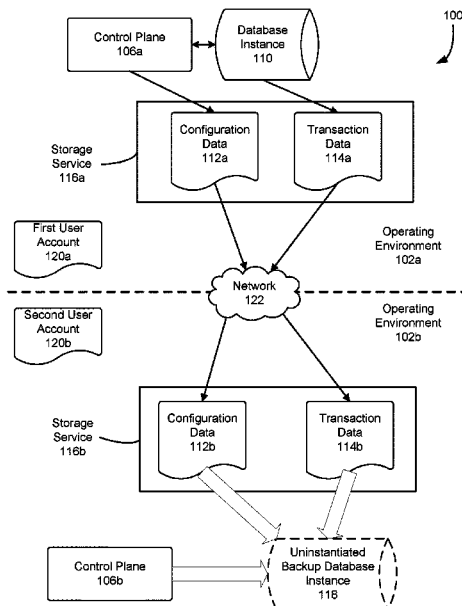 100
Control Plane
106a
Database
Instance
110
Storage
Service
116a
Configuration
Data
112a
Transaction
Data
114a
First User
Account
120a
Operating
Environment
102a
Network
122
Second User
Account
120b
Operating
Environment
102b
Storage
Service
116b
Configuration
Data
112b
Transaction
Data
114b
Control Plane
106b
Uninstantiated
Backup Database
Instance
118